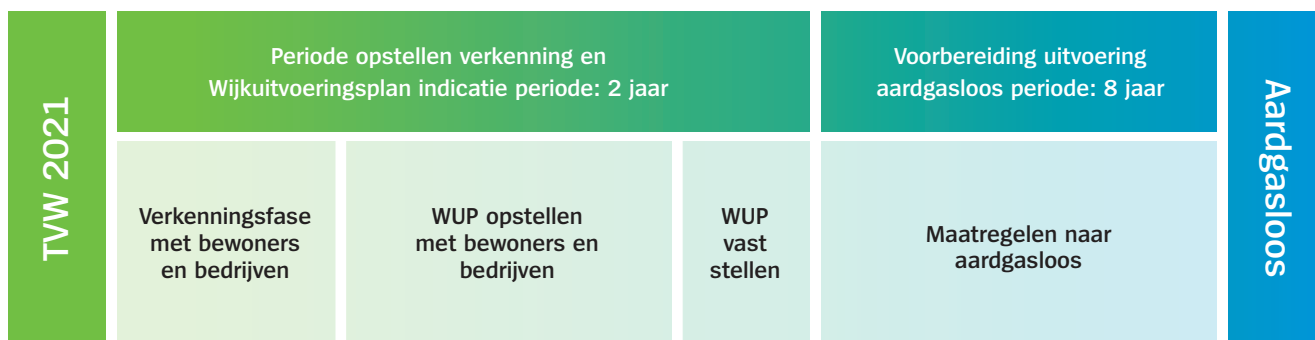 TVW 2021
Periode opstellen verkenning en
Wijkuitvoeringsplan indicatie periode: 2 jaar
Voorbereiding uitvoering
aardgasloos periode: 8 jaar
Verkenningsfase
met bewoners
en bedrijven
WUP opstellen
met bewoners en
bedrijven
WUP
vast
stellen
Maatregelen naar
aardgasloos
Aardgasloos